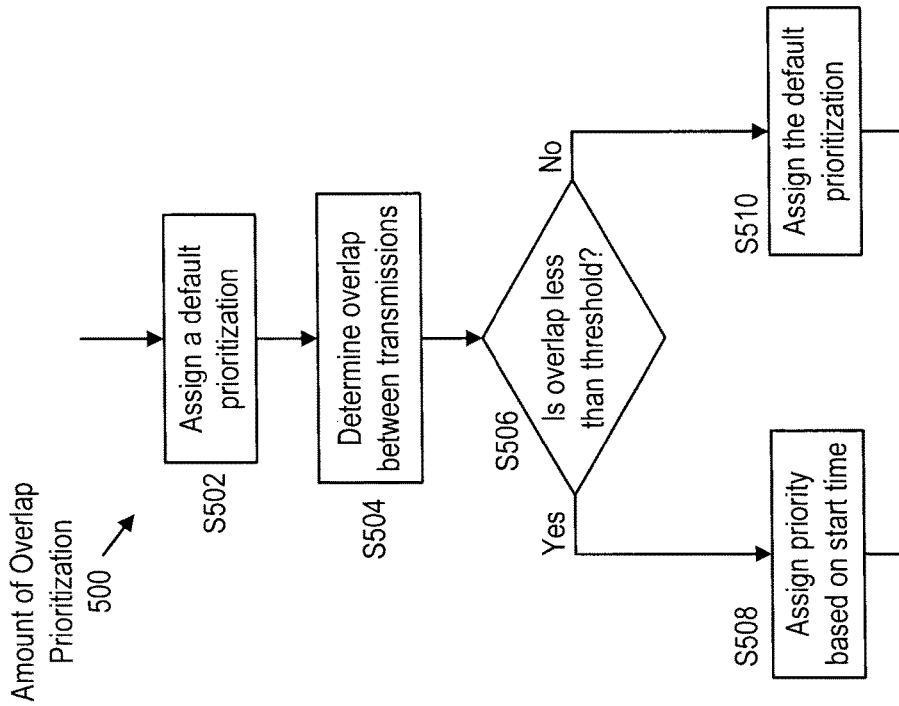 Amount of Overlap
Prioritization
500
Assign a default
prioritization
S502
Determine overlap
between transmissions
S504
Is overlap less
than threshold?
S506
Yes
No
Assign priority
based on start time
S508
Assign the default
prioritization
S510